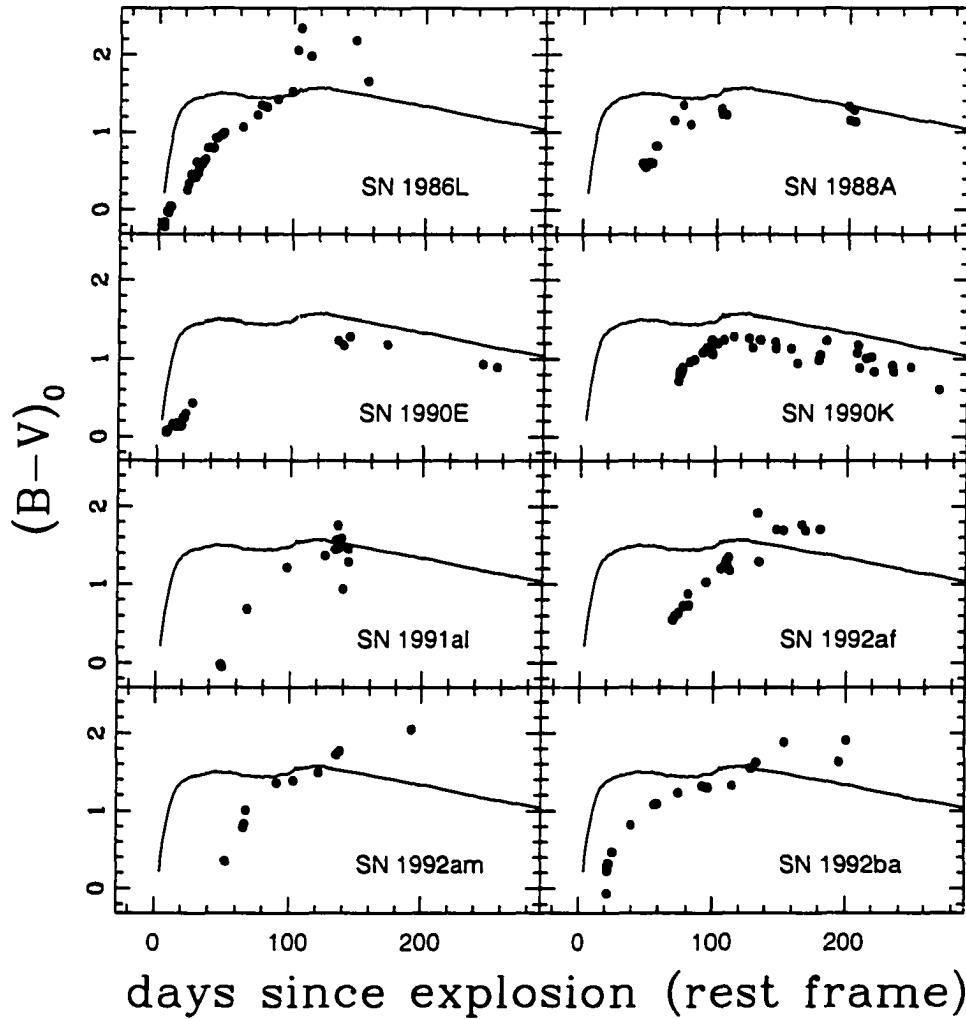 2
1
0
SN 1986L
SN 1988A
2
1
0
SN 1990E
SN 1990K
2
1
0
SN 1991al
SN 1992af
2
1
0
SN 1992am
SN 1992ba
(B−V)0
0 100 200 0 100 200
days since explosion (rest frame)